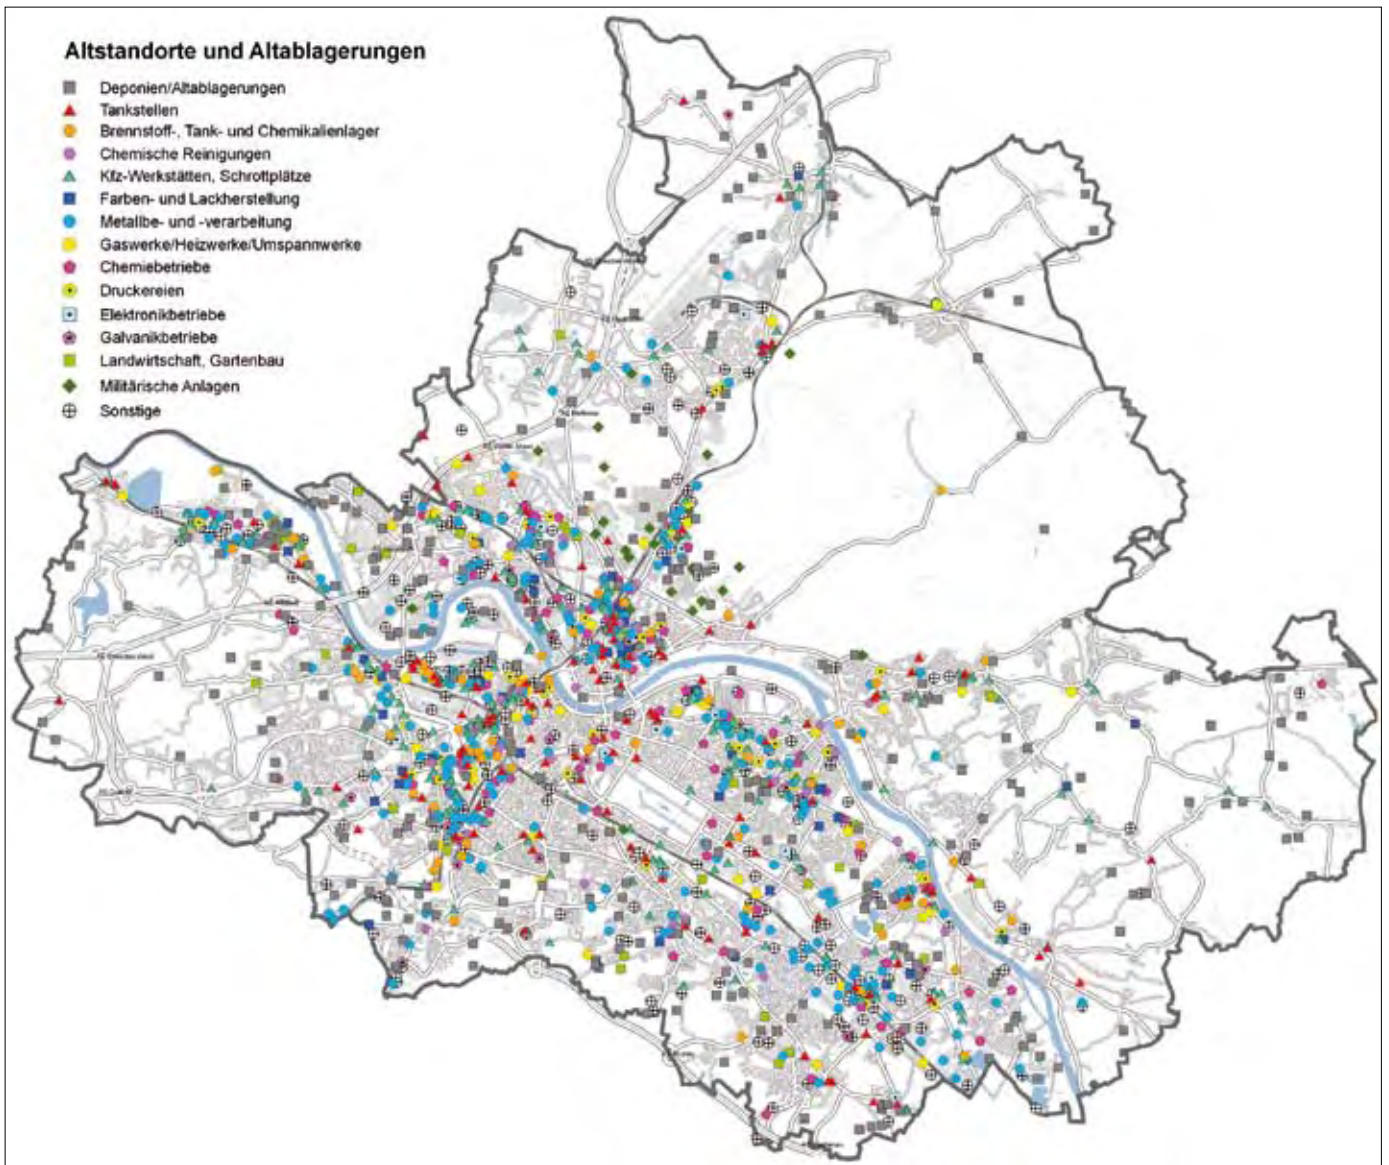 Altstandorte und Altablagerungen
Deponien/Altablagerungen
Tankstellen
Brennstoff-, Tank- und Chemikalienlager
Chemische Reinigungen
Kfz-Werkstätten, Schrottplätze
Farben- und Lackherstellung
Metallbe- und -verarbeitung
Gaswerke/Heizwerke/Umspannwerke
Chemiebetriebe
Druckereien
Elektronikbetriebe
Galvanikbetriebe
Landwirtschaft, Gartenbau
Militärische Anlagen
Sonstige